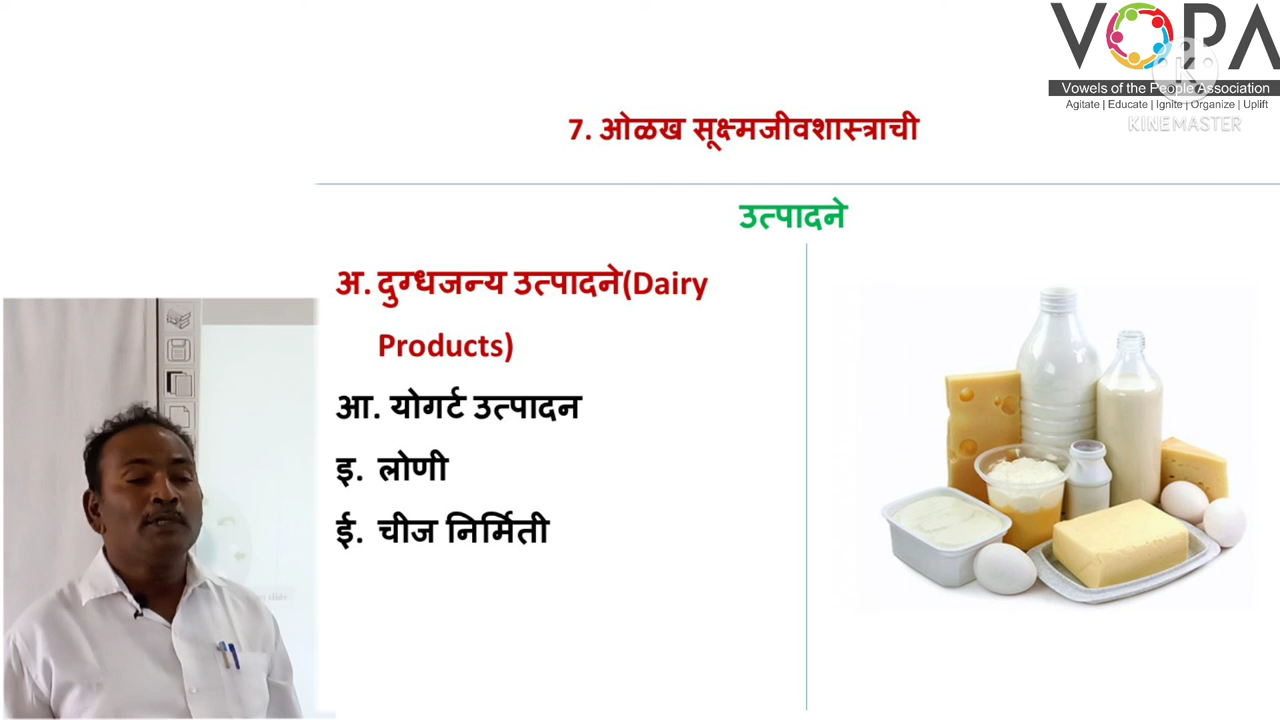 VOPA
Vowels of the People Association
Agitate | Educate | Ignite | Organize | Uplift
KINEMASTER
7. ओळख सूक्ष्मजीवशास्त्राची
उत्पादने
अ. दुग्धजन्य उत्पादने(Dairy
Products)
आ. योगर्ट उत्पादन
इ. लोणी
ई. चीज निर्मिती